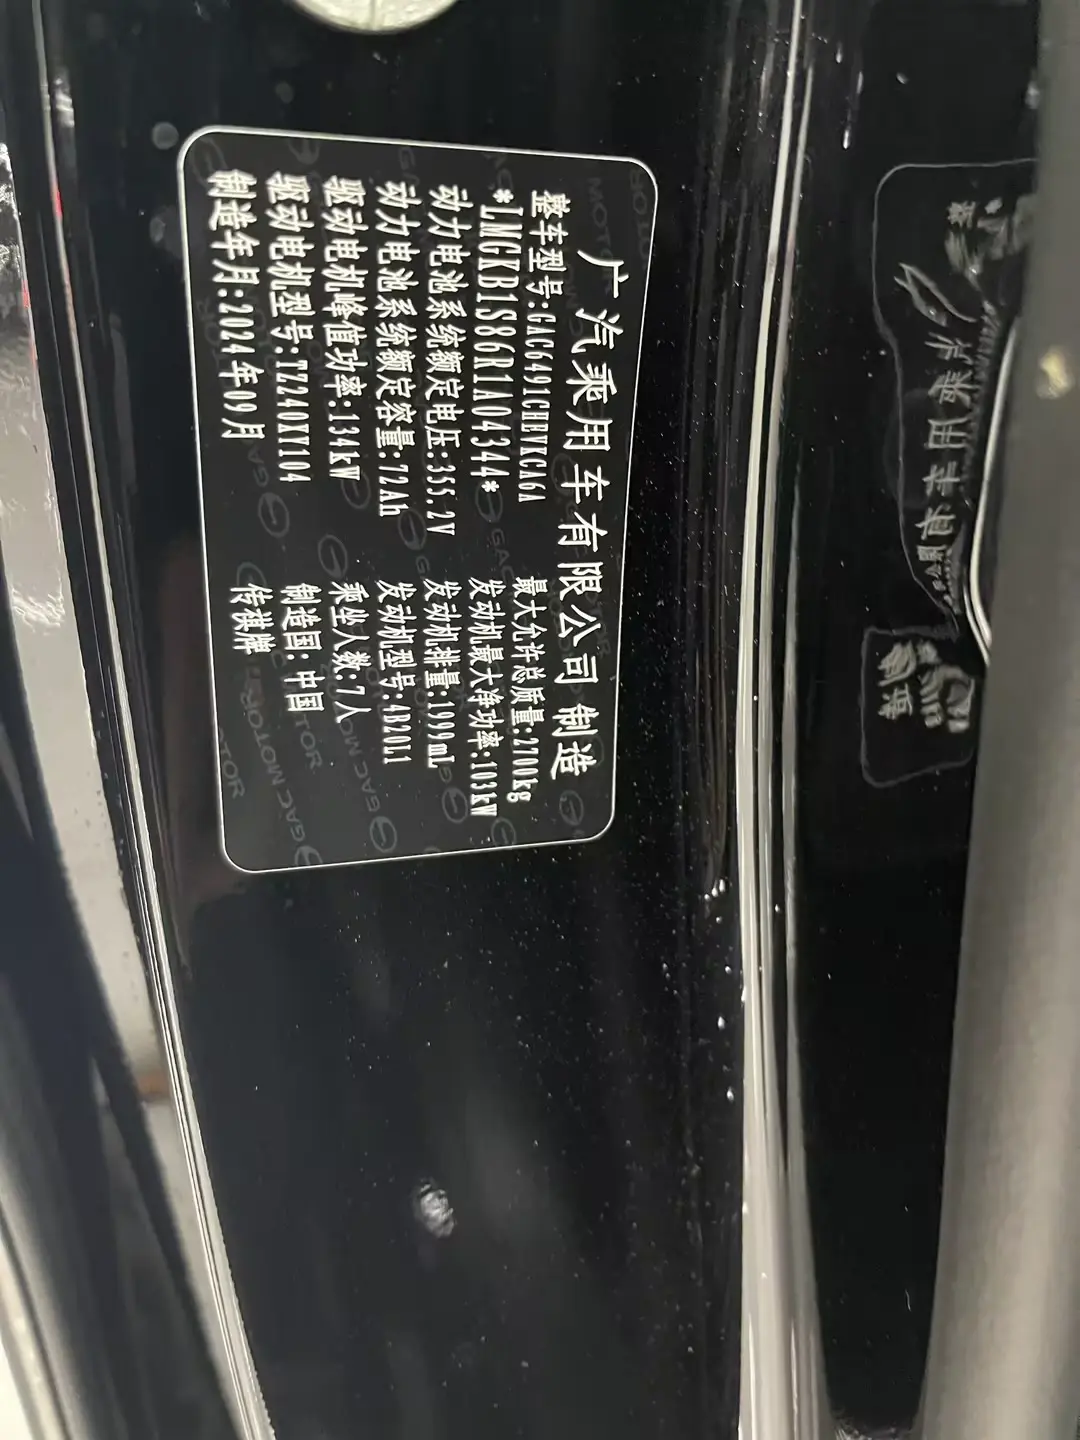 广汽乘用车有限公司 制造
整车型号:GAC6491CHEVKCA6A 最大允许总质量:2700kg
*LMGKB1S86R1A04344* 发动机最大净功率:103kW
动力电池系统额定电压:355.2V 发动机排量:1999mL
动力电池系统额定容量:72Ah 发动机型号:4B20L1
驱动电机峰值功率:134kW 乘坐人数:7人
驱动电机型号:TZ240XY104 制造国:中国
制造年月:2024年09月 传祺牌
GAC MOTOR